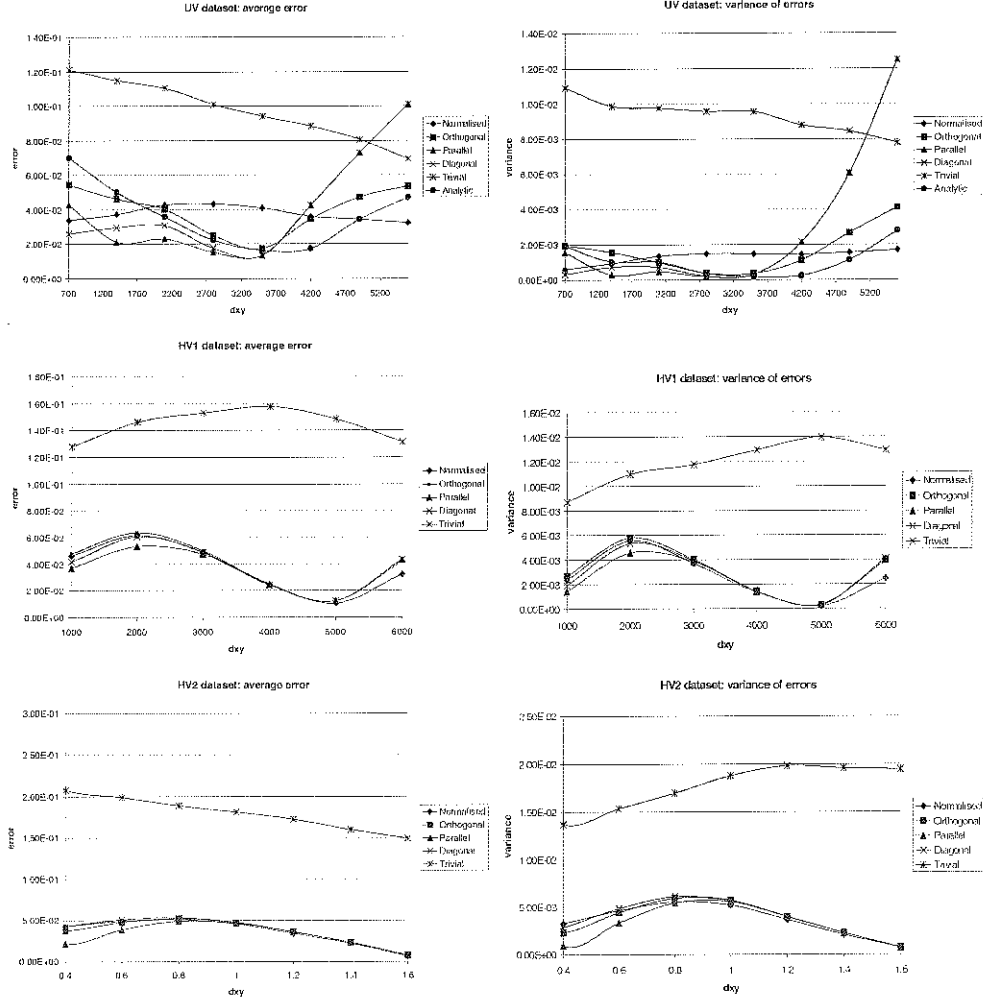 UV dataset: average error
1.40E-01
1.20E-01
1.00E-01
8.00E-02
6.00E-02
4.00E-02
2.00E-02
0.00E+00
error
700 1200 1700 2200 2700 3200 3700 4200 4700 5200
dxy
Normalised
Orthogonal
Parallel
Diagonal
Trivial
Analytic
UV dataset: variance of errors
1.40E-02
1.20E-02
1.00E-02
8.00E-03
6.00E-03
4.00E-03
2.00E-03
0.00E+00
variance
700 1200 1700 2200 2700 3200 3700 4200 4700 5200
dxy
Normalised
Orthogonal
Parallel
Diagonal
Trivial
Analytic
HV1 dataset: average error
1.80E-01
1.60E-01
1.40E-01
1.20E-01
1.00E-01
8.00E-02
6.00E-02
4.00E-02
2.00E-02
0.00E+00
error
1000 2000 3000 4000 5000 6000
dxy
Normalised
Orthogonal
Parallel
Diagonal
Trivial
HV1 dataset: variance of errors
1.60E-02
1.40E-02
1.20E-02
1.00E-02
8.00E-03
6.00E-03
4.00E-03
2.00E-03
0.00E+00
variance
1000 2000 3000 4000 5000 6000
dxy
Normalised
Orthogonal
Parallel
Diagonal
Trivial
HV2 dataset: average error
3.00E-01
2.50E-01
2.00E-01
1.50E-01
1.00E-01
5.00E-02
0.00E+00
error
0.4 0.6 0.8 1 1.2 1.4 1.6
dxy
Normalised
Orthogonal
Parallel
Diagonal
Trivial
HV2 dataset: variance of errors
2.50E-02
2.00E-02
1.50E-02
1.00E-02
5.00E-03
0.00E+00
variance
0.4 0.6 0.8 1 1.2 1.4 1.6
dxy
Normalised
Orthogonal
Parallel
Diagonal
Trivial